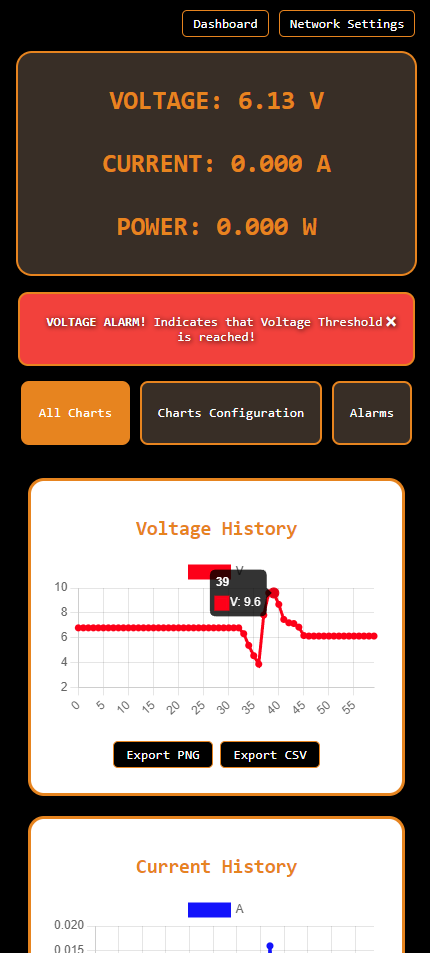 Dashboard Network Settings
VOLTAGE: 6.13 V
CURRENT: 0.000 A
POWER: 0.000 W
VOLTAGE ALARM! Indicates that Voltage Threshold ×
is reached!
All Charts Charts Configuration Alarms
Voltage History
V
39
V: 9.6
10
8
6
4
2
0 5 10 15 20 25 30 35 40 45 50 55
Export PNG Export CSV
Current History
A
0.020
0.015